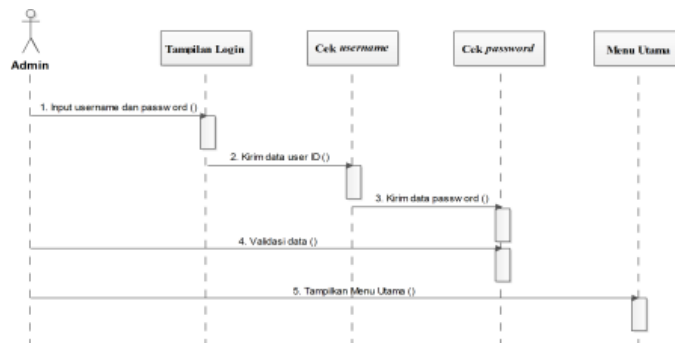 Admin
Tampilan Login
Cek username
Cek password
Menu Utama
1. Input username dan password ()
2. Kirim data user ID ()
3. Kirim data password ()
4. Validasi data ()
5. Tampilkan Menu Utama ()